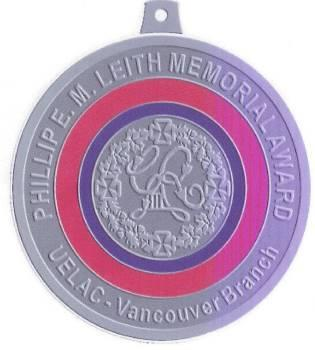 PHILLIP E. M. LEITH MEMORIAL AWARD
UELAC - Vancouver Branch